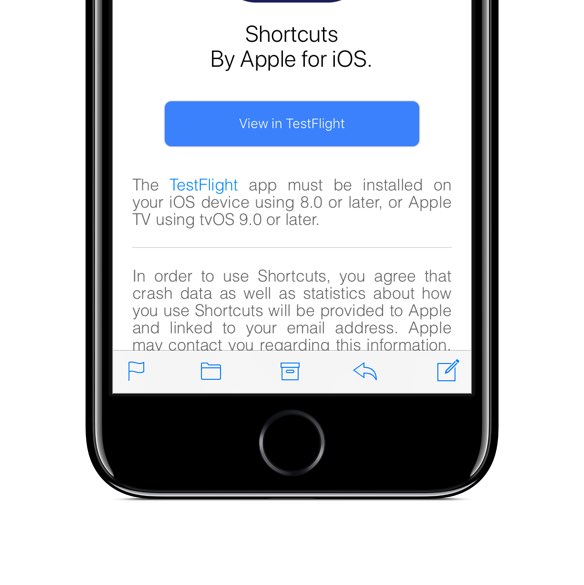 Shortcuts
By Apple for iOS.
View in TestFlight
The TestFlight app must be installed on
your iOS device using 8.0 or later, or Apple
TV using tvOS 9.0 or later.
In order to use Shortcuts, you agree that
crash data as well as statistics about how
you use Shortcuts will be provided to Apple
and linked to your email address. Apple
may contact you regarding this information.